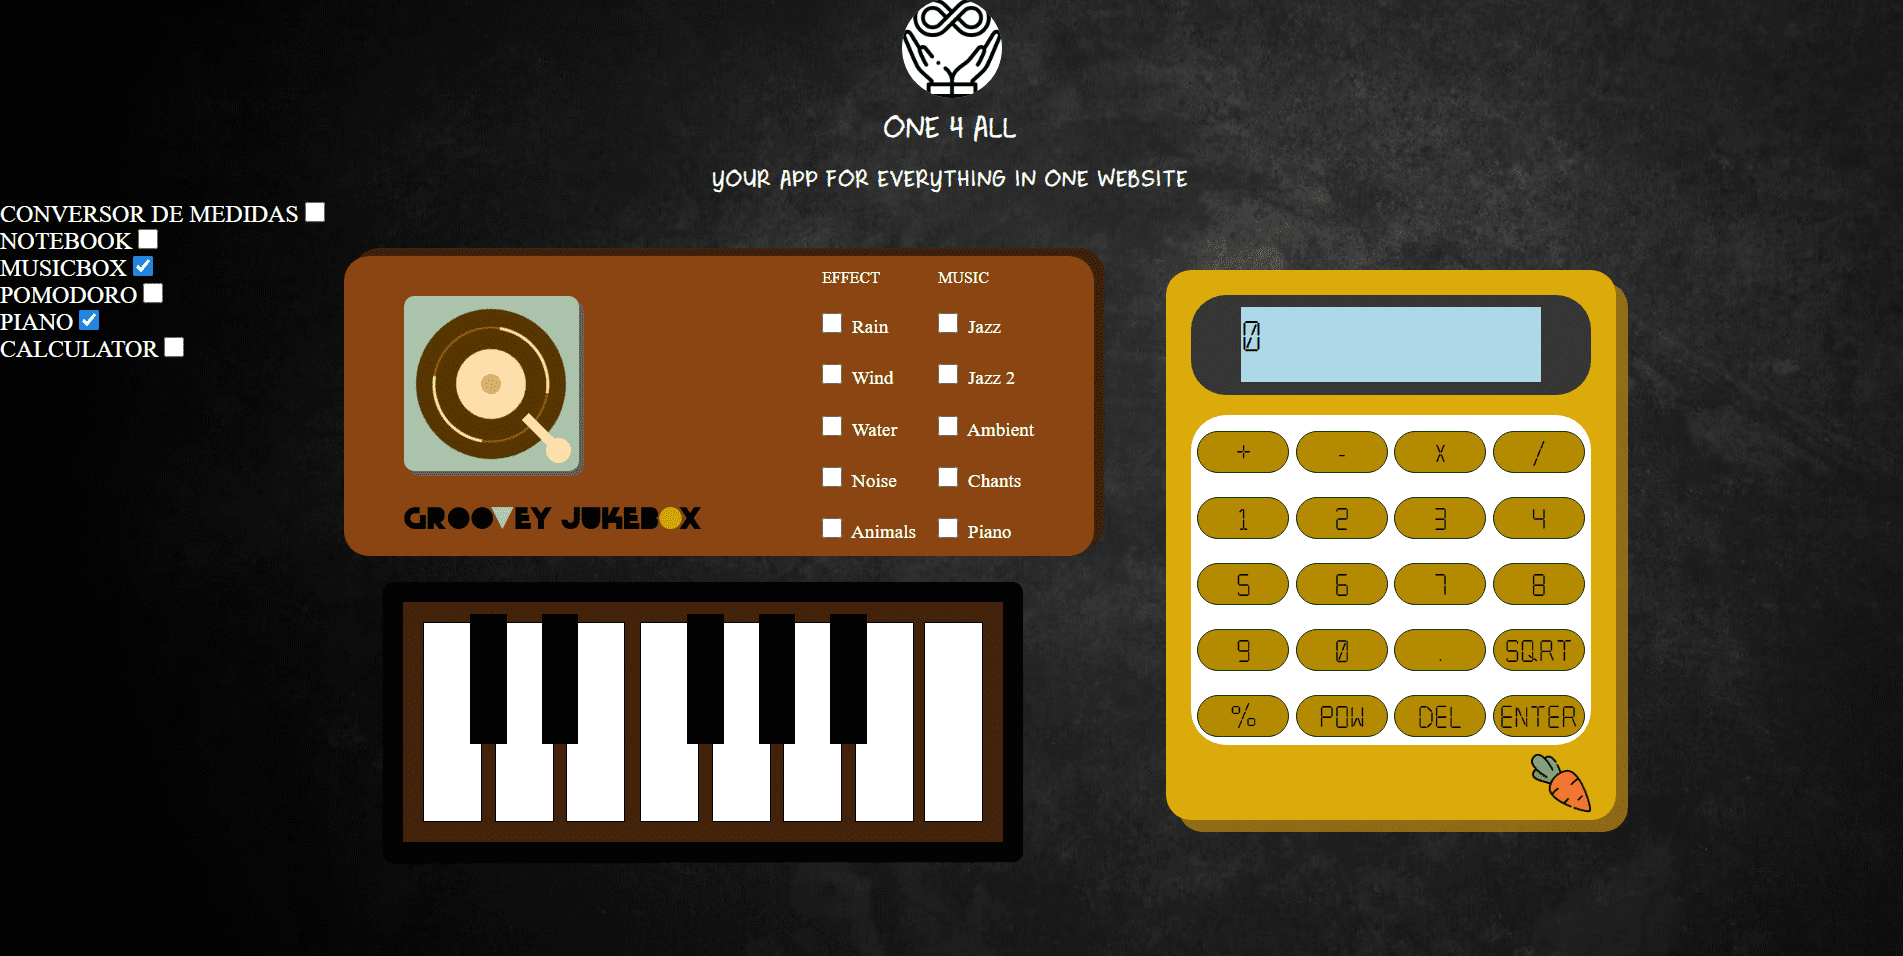 ONE 4 ALL
YOUR APP FOR EVERYTHING IN ONE WEBSITE
CONVERSOR DE MEDIDAS
NOTEBOOK
MUSICBOX
POMODORO
PIANO
CALCULATOR
EFFECT MUSIC
Rain Jazz
Wind Jazz 2
Water Ambient
Noise Chants
Animals Piano
GROOVEY JUKEBOX
0
+ - x /
1 2 3 4
5 6 7 8
9 0 . SQRT
% POW DEL ENTER